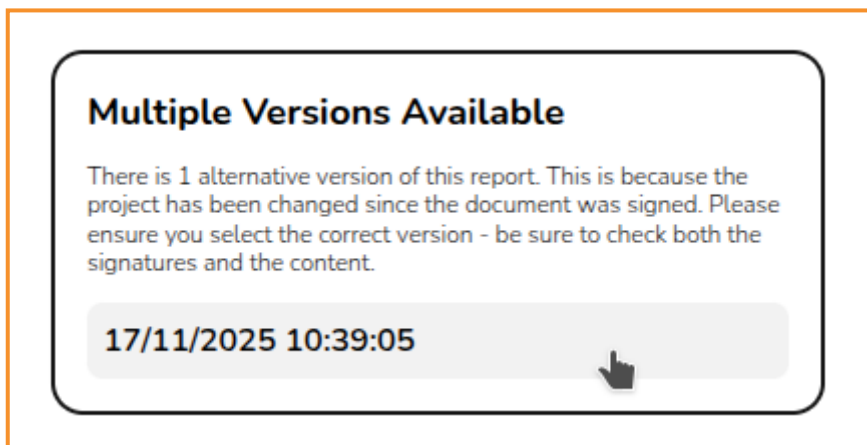 Multiple Versions Available
There is 1 alternative version of this report. This is because the
project has been changed since the document was signed. Please
ensure you select the correct version - be sure to check both the
signatures and the content.
17/11/2025 10:39:05